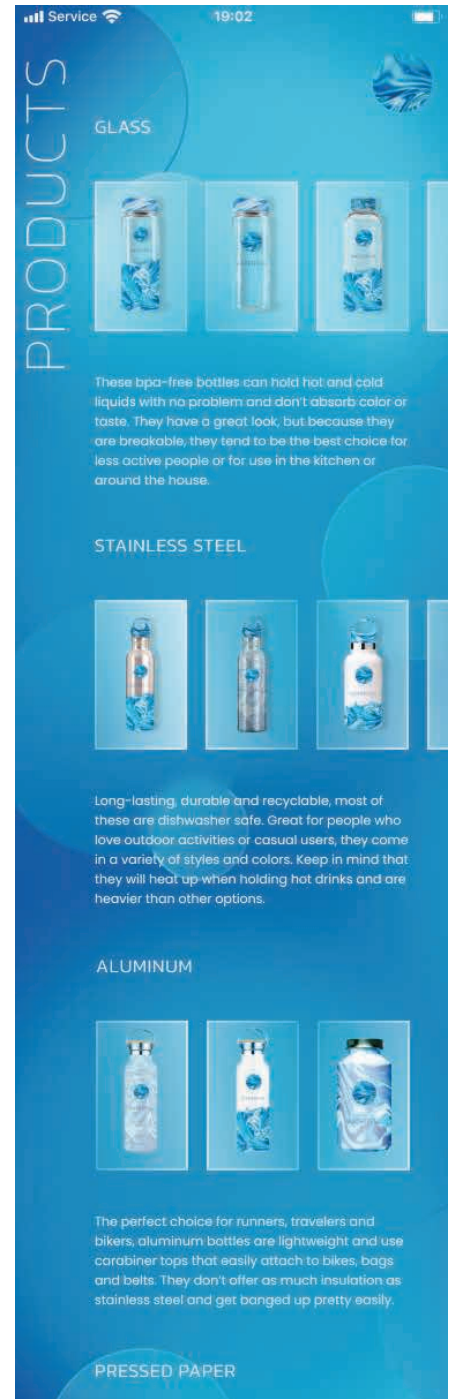 Service
19:02
PRODUCTS
GLASS
These bpa-free bottles can hold hot and cold
liquids with no problem and don't absorb color or
taste. They have a great look, but because they
are breakable, they tend to be the best choice for
less active people or for use in the kitchen or
around the house.
STAINLESS STEEL
Long-lasting, durable and recyclable, most of
these are dishwasher safe. Great for people who
love outdoor activities or casual users, they come
in a variety of styles and colors. Keep in mind that
they will heat up when holding hot drinks and are
heavier than other options.
ALUMINUM
The perfect choice for runners, travelers and
bikers, aluminum bottles are lightweight and use
carabiner tops that easily attach to bikes, bags
and belts. They don't offer as much insulation as
stainless steel and get banged up pretty easily.
PRESSED PAPER